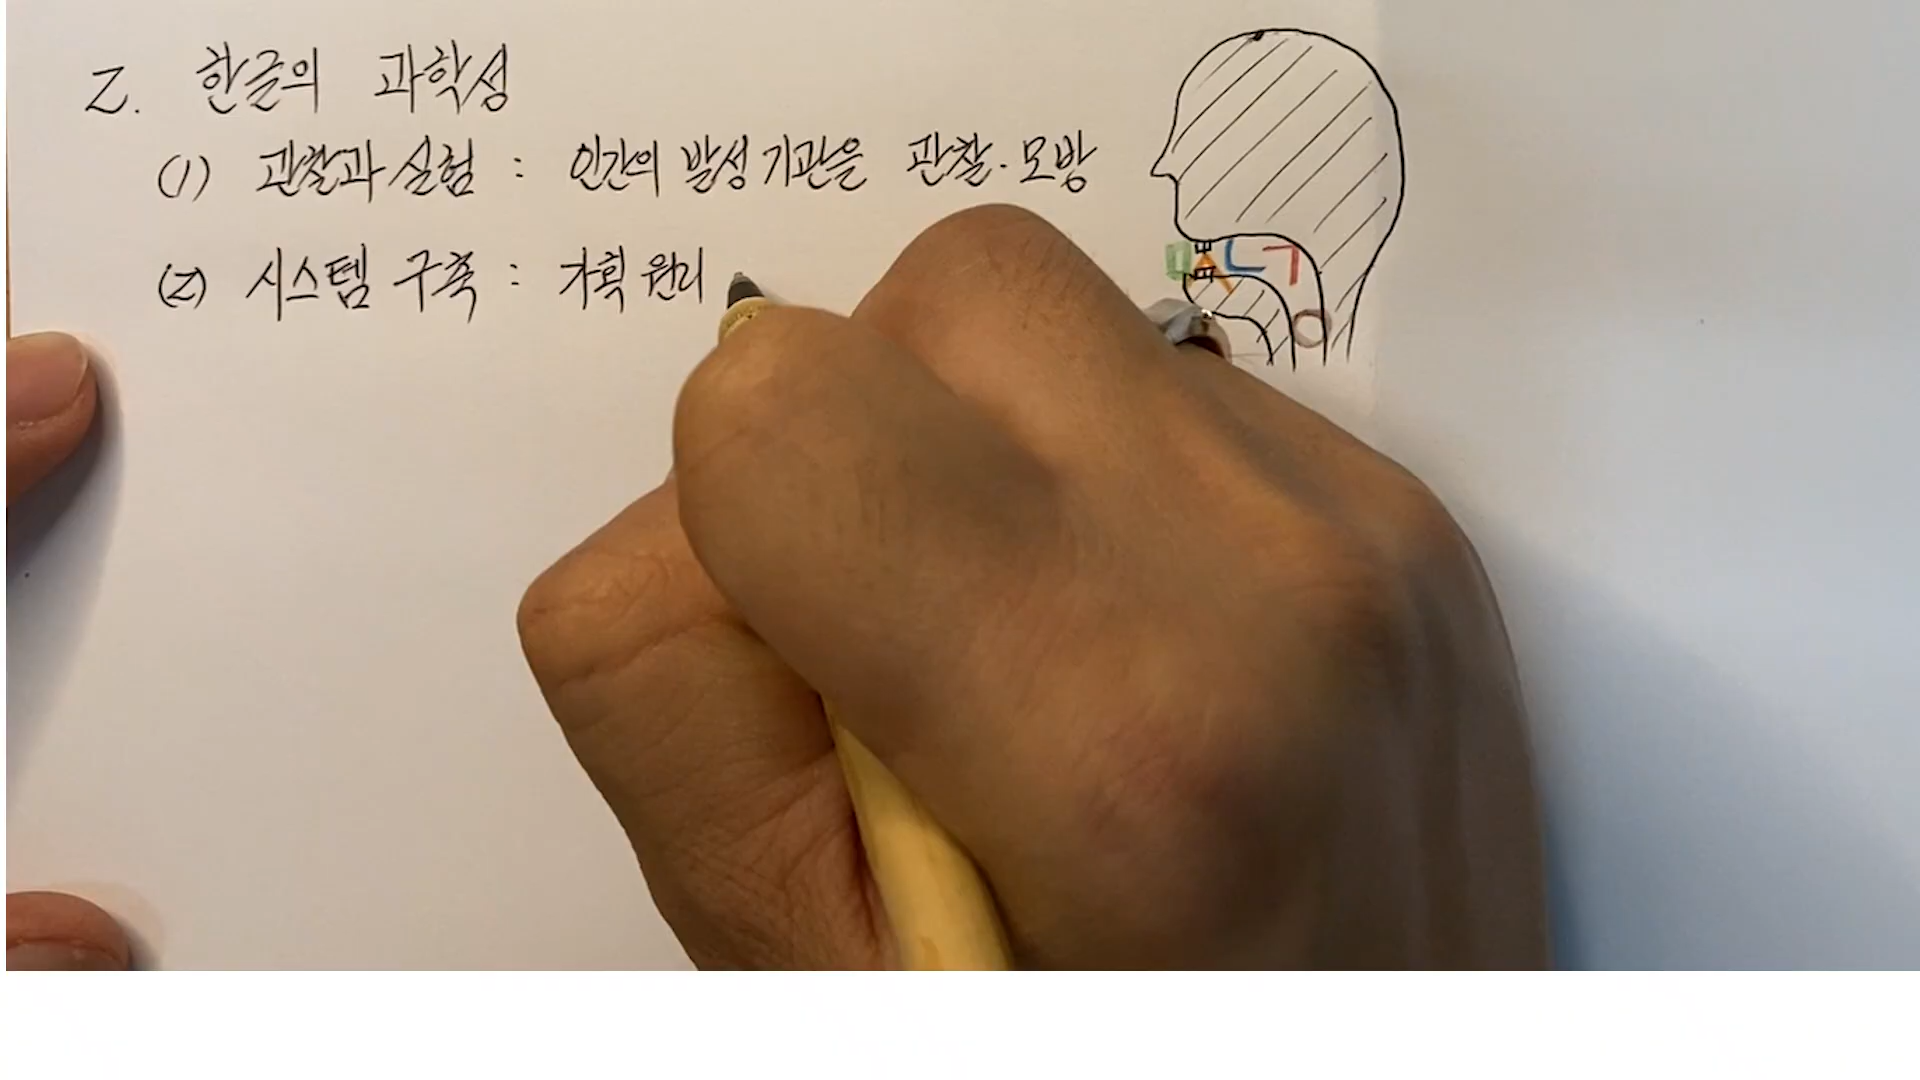 2. 한글의 과학성
(1) 관찰과 실험 : 인간의 발성기관을 관찰·모방
ㅁㅅㄴㄱ
ㅇ
(2) 시스템 구축 : 가획 원리